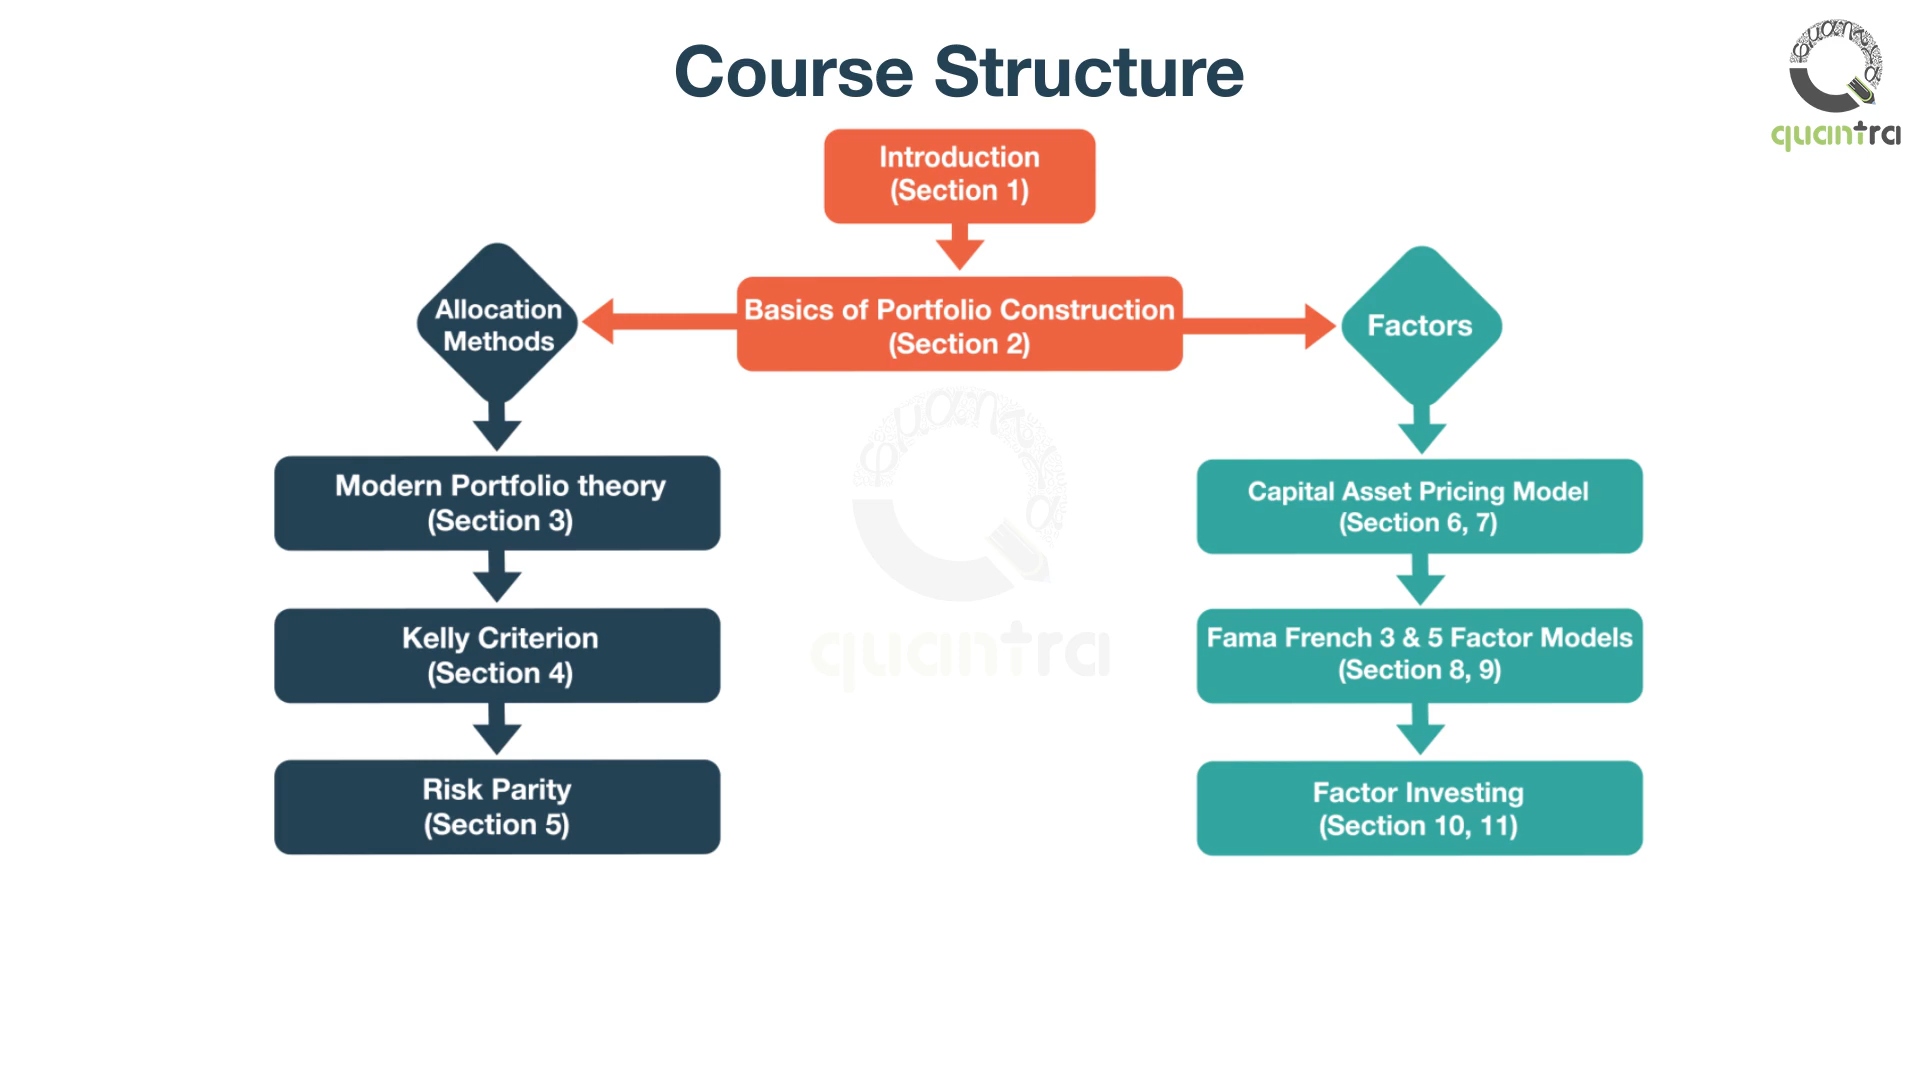 Course Structure
quantra
Introduction
(Section 1)
Basics of Portfolio Construction
(Section 2)
Allocation
Methods
Modern Portfolio theory
(Section 3)
Kelly Criterion
(Section 4)
Risk Parity
(Section 5)
Factors
Capital Asset Pricing Model
(Section 6, 7)
Fama French 3 & 5 Factor Models
(Section 8, 9)
Factor Investing
(Section 10, 11)
quantra